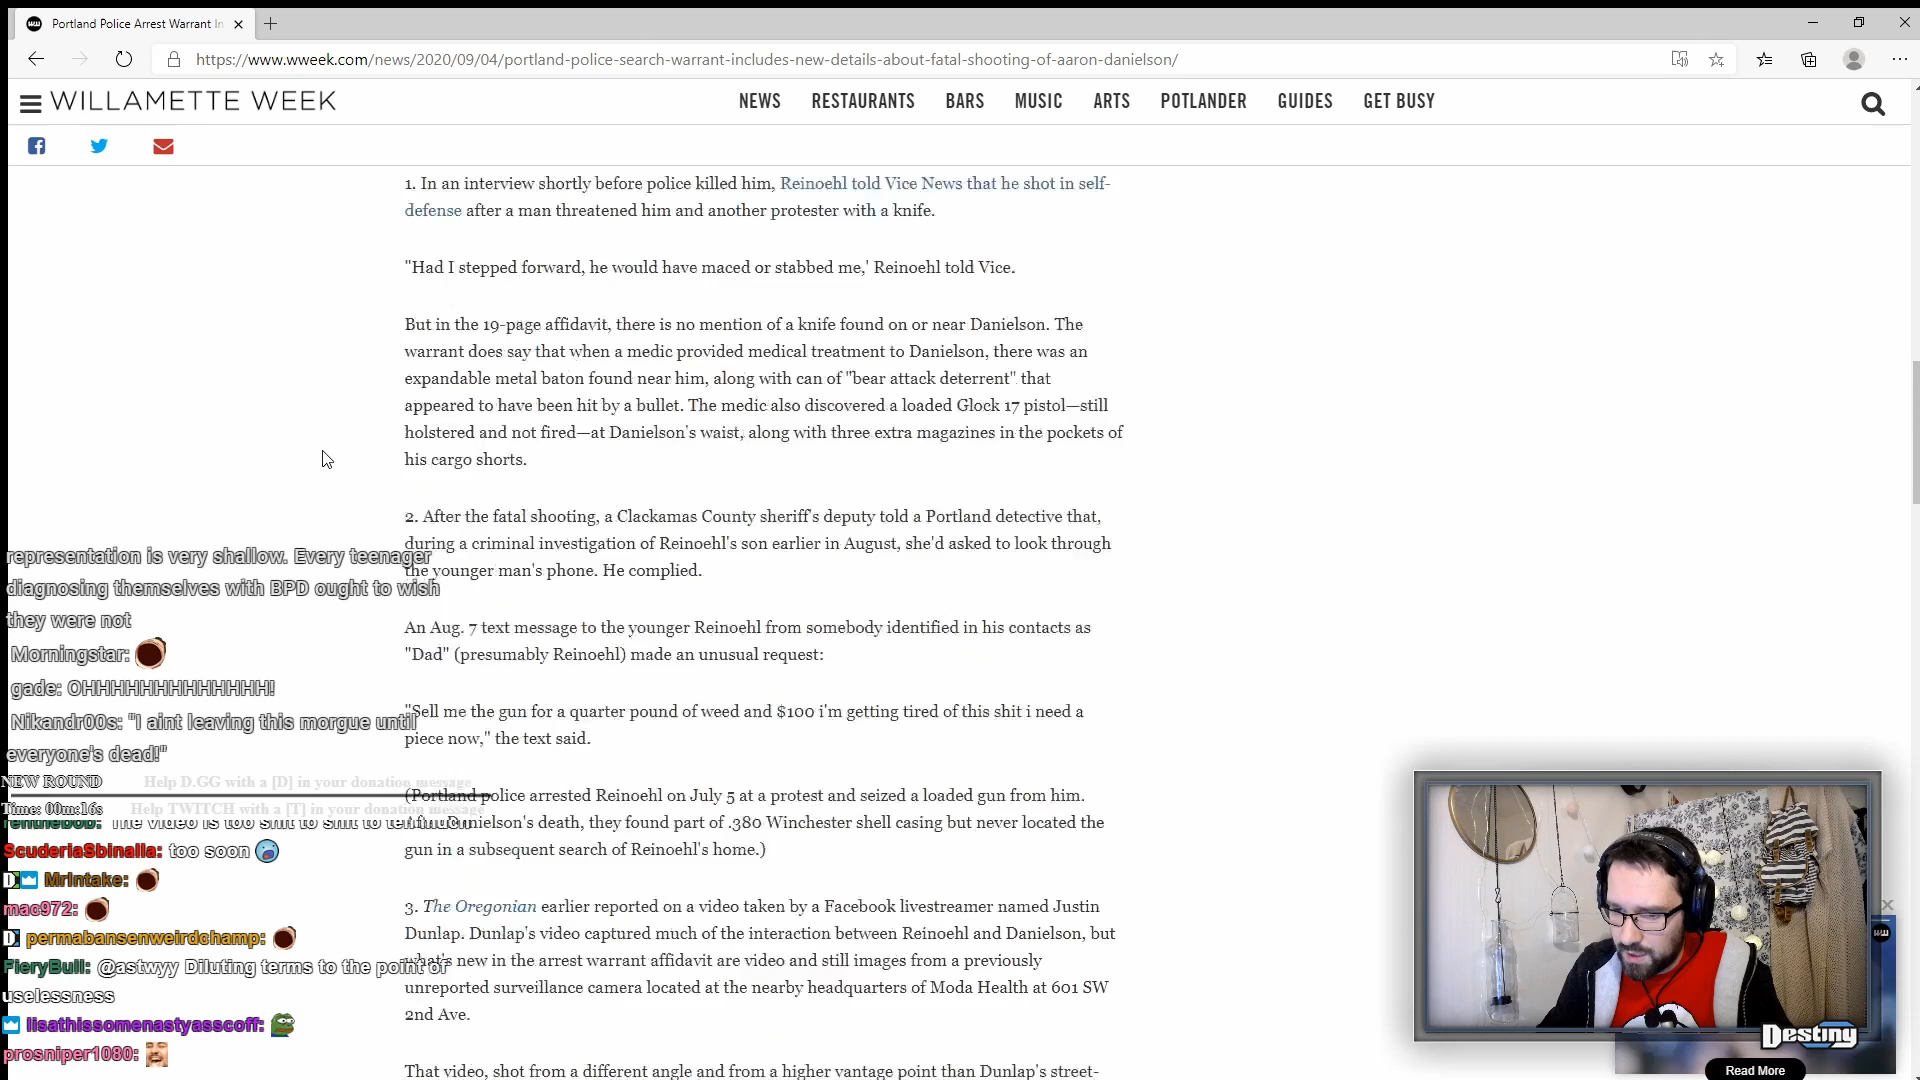 Portland Police Arrest Warrant In
https://www.wweek.com/news/2020/09/04/portland-police-search-warrant-includes-new-details-about-fatal-shooting-of-aaron-danielson/
WILLAMETTE WEEK
NEWS RESTAURANTS BARS MUSIC ARTS POTLANDER GUIDES GET BUSY
1. In an interview shortly before police killed him, Reinoehl told Vice News that he shot in self-
defense after a man threatened him and another protester with a knife.
"Had I stepped forward, he would have maced or stabbed me,' Reinoehl told Vice.
But in the 19-page affidavit, there is no mention of a knife found on or near Danielson. The
warrant does say that when a medic provided medical treatment to Danielson, there was an
expandable metal baton found near him, along with can of "bear attack deterrent" that
appeared to have been hit by a bullet. The medic also discovered a loaded Glock 17 pistol—still
holstered and not fired—at Danielson's waist, along with three extra magazines in the pockets of
his cargo shorts.
2. After the fatal shooting, a Clackamas County sheriff's deputy told a Portland detective that,
during a criminal investigation of Reinoehl's son earlier in August, she'd asked to look through
the younger man's phone. He complied.
An Aug. 7 text message to the younger Reinoehl from somebody identified in his contacts as
"Dad" (presumably Reinoehl) made an unusual request:
"Sell me the gun for a quarter pound of weed and $100 i'm getting tired of this shit i need a
piece now," the text said.
(Portland police arrested Reinoehl on July 5 at a protest and seized a loaded gun from him.
Danielson's death, they found part of .380 Winchester shell casing but never located the
gun in a subsequent search of Reinoehl's home.)
3. The Oregonian earlier reported on a video taken by a Facebook livestreamer named Justin
Dunlap. Dunlap's video captured much of the interaction between Reinoehl and Danielson, but
what's new in the arrest warrant affidavit are video and still images from a previously
unreported surveillance camera located at the nearby headquarters of Moda Health at 601 SW
2nd Ave.
That video, shot from a different angle and from a higher vantage point than Dunlap's street-
representation is very shallow. Every teenager
diagnosing themselves with BPD ought to wish
they were not
Morningstar:
gade: OHHHHHHHHHHHHH!
Nikandr00s: "I aint leaving this morgue until
everyone's dead!"
NEW ROUND Help D.GG with a [D] in your donation message
Time: 00m:16s Help TWITCH with a [T] in your donation message
The video is too shit to shit to
ScuderiaSbinalla: too soon
D MrIntake:
mac972:
D permabansenweirdchamp:
FieryBull: @astwyy Diluting terms to the point of
uselessness
lisathissomenastyasscoff:
prosniper1080:
Destiny
Read More